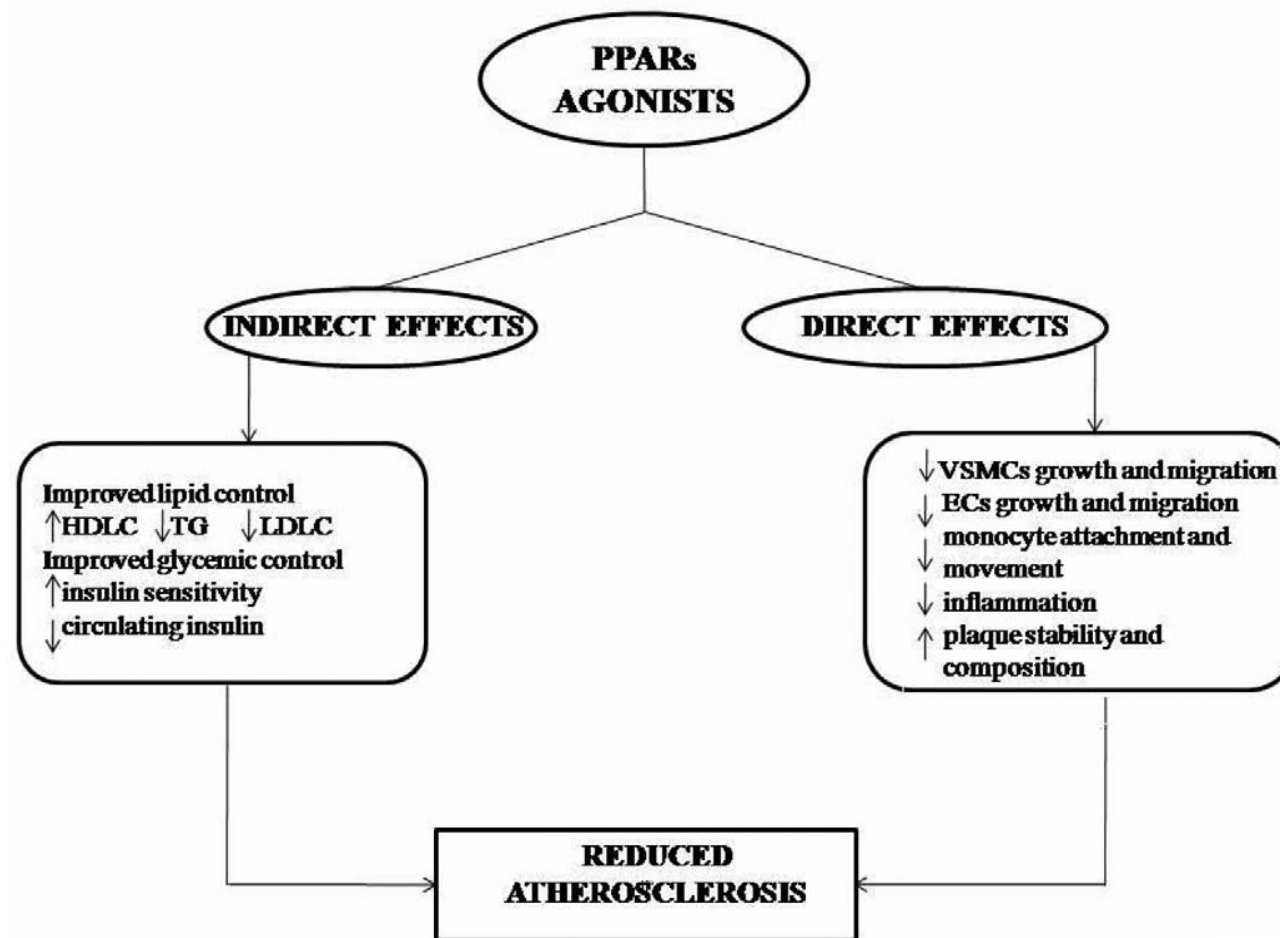 PPARs
AGONISTS
INDIRECT EFFECTS
DIRECT EFFECTS
Improved lipid control
↑HDLC ↓TG ↓LDLC
Improved glycemic control
↑insulin sensitivity
↓circulating insulin
↓VSMCs growth and migration
↓ECs growth and migration
monocyte attachment and
↓movement
↓inflammation
↑plaque stability and
composition
REDUCED
ATHEROSCLEROSIS